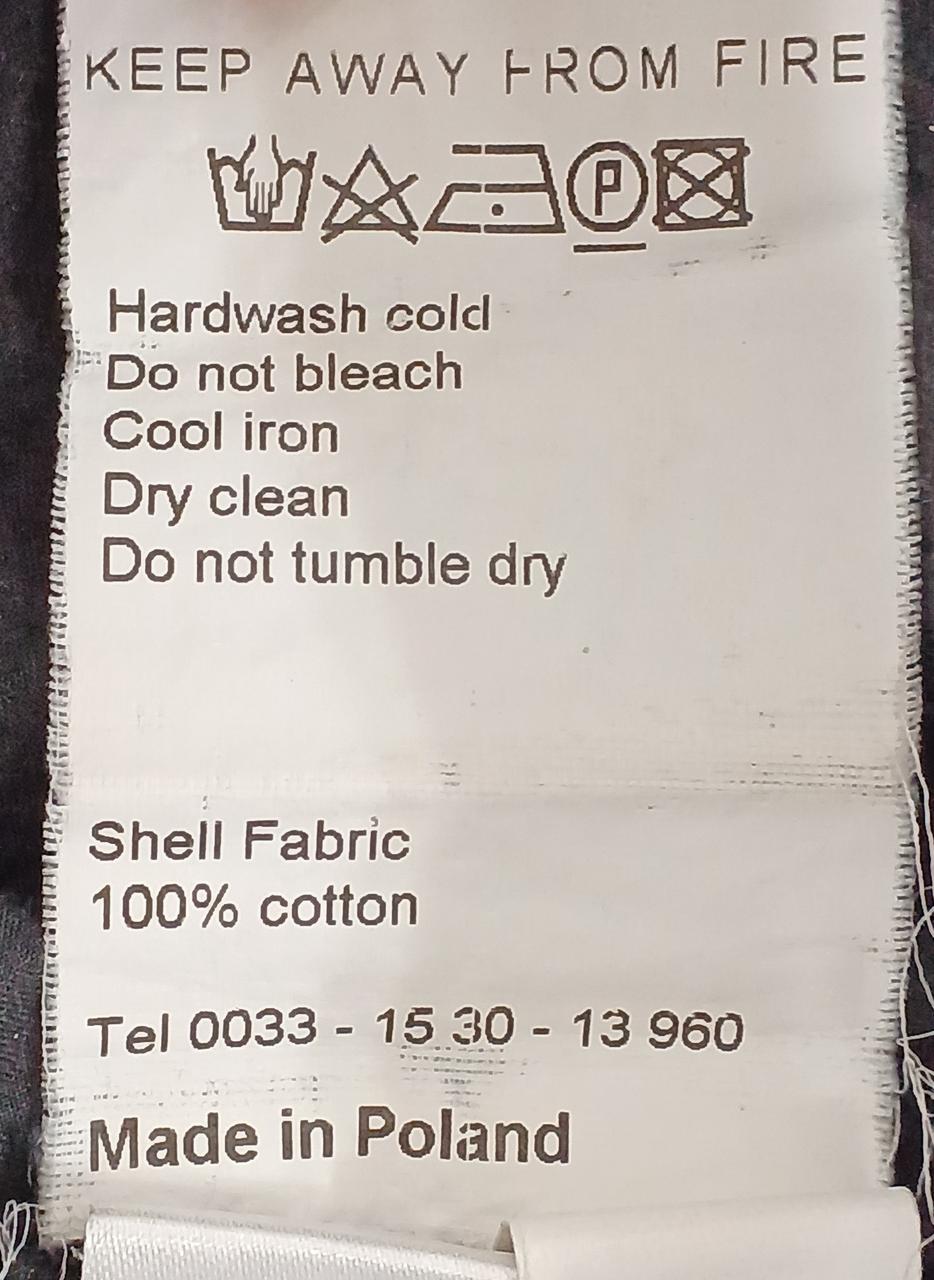 KEEP AWAY FROM FIRE
P
Hardwash cold
Do not bleach
Cool iron
Dry clean
Do not tumble dry
Shell Fabric
100% cotton
Tel 0033 - 15 30 - 13 960
Made in Poland